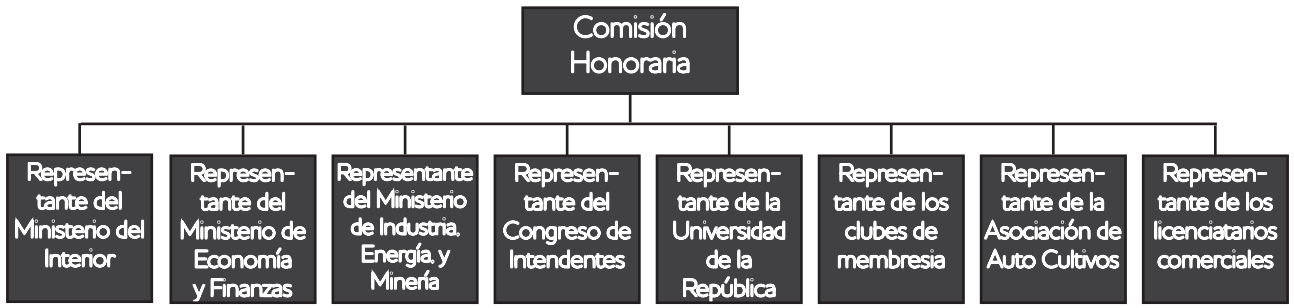 Comisión
Honoraria
Represen-
tante del
Ministerio del
Interior
Represen-
tante del
Ministerio de
Economía
y Finanzas
Representante
del Ministerio
de Industria,
Energía, y
Minería
Represen-
tante del
Congreso de
Intendentes
Represen-
tante de la
Universidad
de la
República
Represen-
tante de los
clubes de
membresia
Represen-
tante de la
Asociación de
Auto Cultivos
Represen-
tante de los
licenciatarios
comerciales